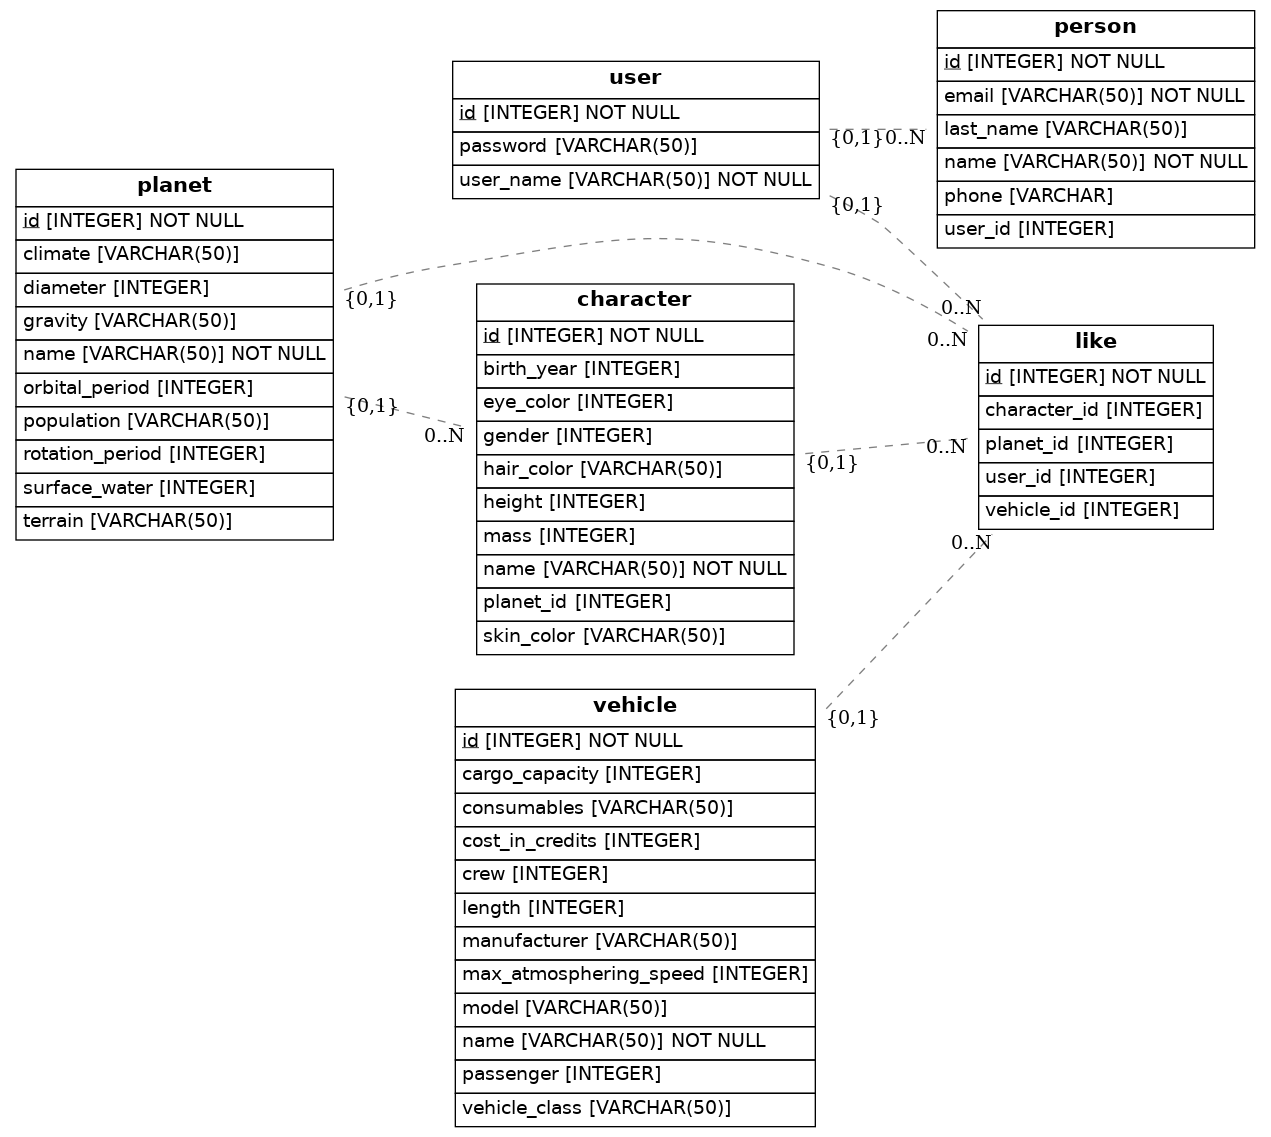 person
id [INTEGER] NOT NULL
email [VARCHAR(50)] NOT NULL
last_name [VARCHAR(50)]
name [VARCHAR(50)] NOT NULL
phone [VARCHAR]
user_id [INTEGER]
user
id [INTEGER] NOT NULL
password [VARCHAR(50)]
user_name [VARCHAR(50)] NOT NULL
{0,1}
0..N
{0,1}
0..N
planet
id [INTEGER] NOT NULL
climate [VARCHAR(50)]
diameter [INTEGER]
gravity [VARCHAR(50)]
name [VARCHAR(50)] NOT NULL
orbital_period [INTEGER]
population [VARCHAR(50)]
rotation_period [INTEGER]
surface_water [INTEGER]
terrain [VARCHAR(50)]
{0,1}
0..N
{0,1}
0..N
character
id [INTEGER] NOT NULL
birth_year [INTEGER]
eye_color [INTEGER]
gender [INTEGER]
hair_color [VARCHAR(50)]
height [INTEGER]
mass [INTEGER]
name [VARCHAR(50)] NOT NULL
planet_id [INTEGER]
skin_color [VARCHAR(50)]
{0,1}
0..N
like
id [INTEGER] NOT NULL
character_id [INTEGER]
planet_id [INTEGER]
user_id [INTEGER]
vehicle_id [INTEGER]
0..N
{0,1}
vehicle
id [INTEGER] NOT NULL
cargo_capacity [INTEGER]
consumables [VARCHAR(50)]
cost_in_credits [INTEGER]
crew [INTEGER]
length [INTEGER]
manufacturer [VARCHAR(50)]
max_atmosphering_speed [INTEGER]
model [VARCHAR(50)]
name [VARCHAR(50)] NOT NULL
passenger [INTEGER]
vehicle_class [VARCHAR(50)]